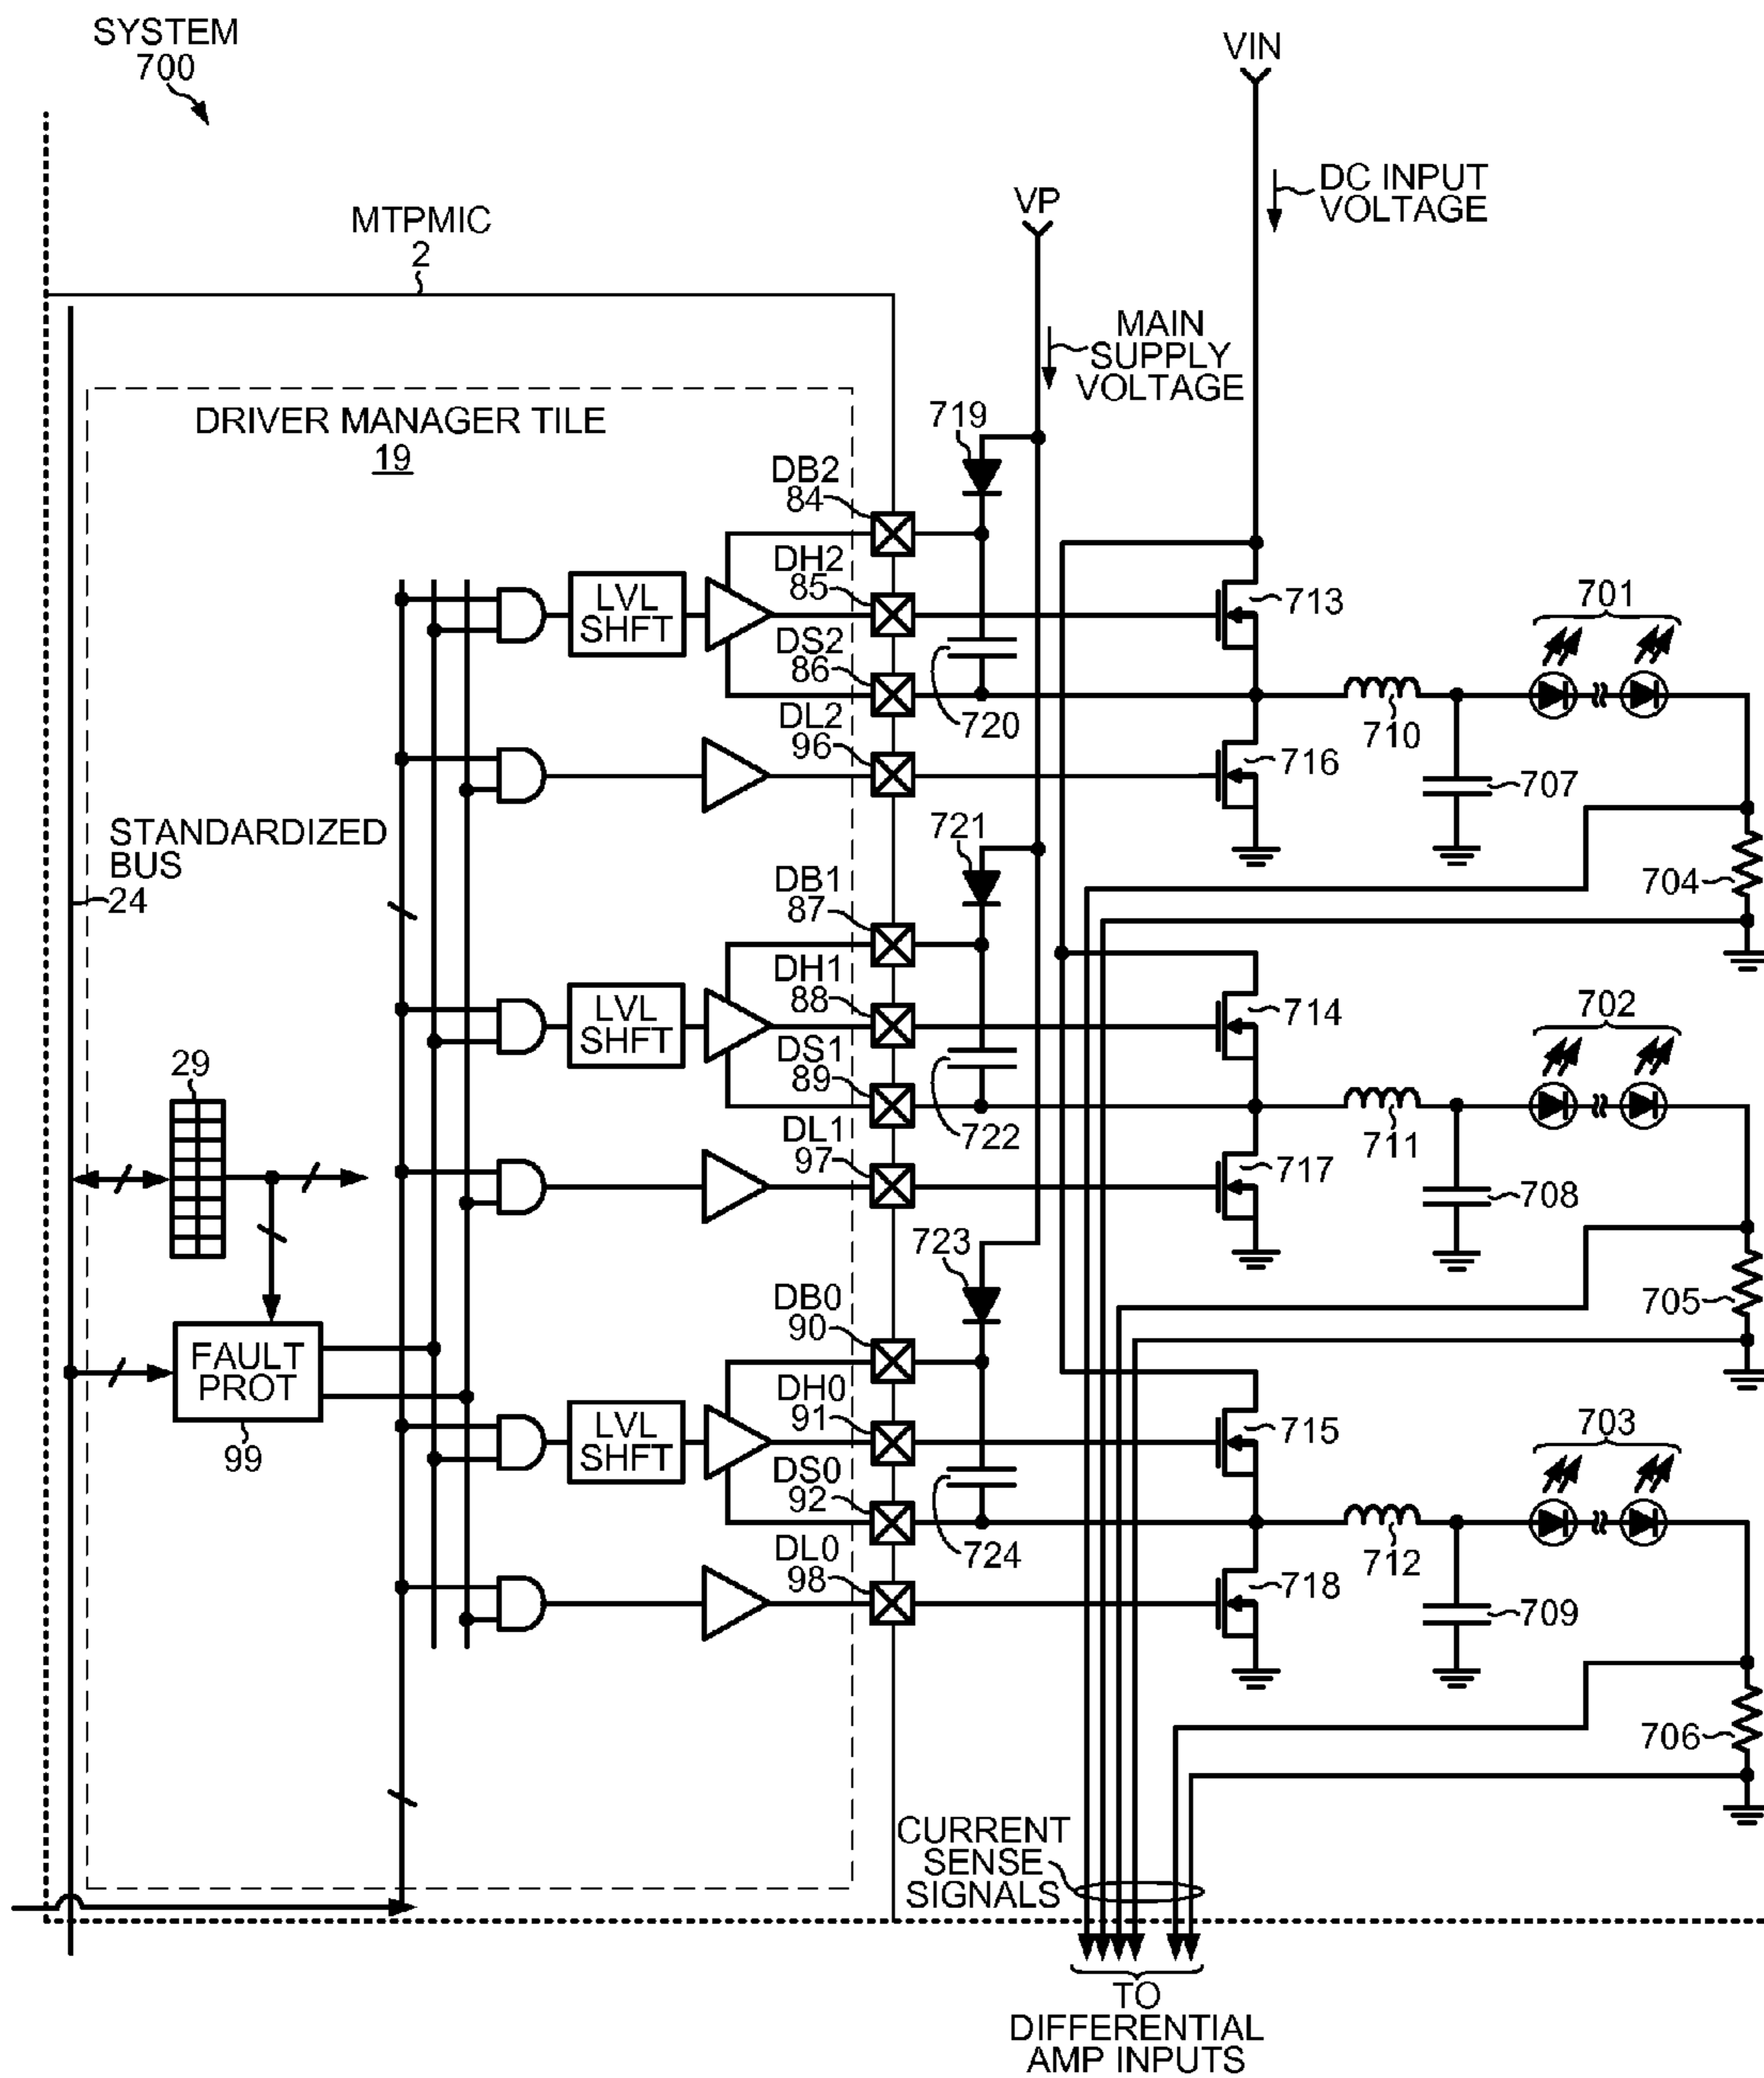 SYSTEM
700
VIN
DC INPUT
VOLTAGE
VP
MTPMIC
2
MAIN
SUPPLY
VOLTAGE
DRIVER MANAGER TILE
19
719
DB2
84
DH2
85
LVL
SHFT
DS2
86
DL2
96
720
713
701
710
716
707
704
STANDARDIZED
BUS
24
721
DB1
87
DH1
88
LVL
SHFT
DS1
89
DL1
97
722
714
702
711
717
708
705
29
723
FAULT
PROT
99
DB0
90
DH0
91
LVL
SHFT
DS0
92
DL0
98
724
715
703
712
718
709
706
CURRENT
SENSE
SIGNALS
TO
DIFFERENTIAL
AMP INPUTS